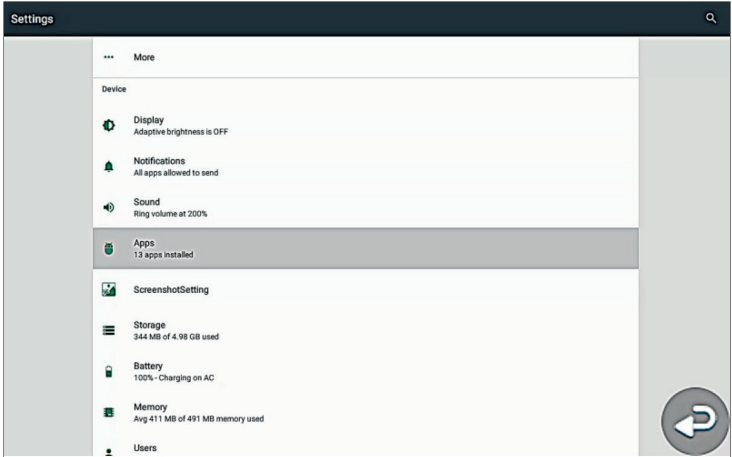 Settings
More
Device
Display
Adaptive brightness is OFF
Notifications
All apps allowed to send
Sound
Ring volume at 200%
Apps
13 apps installed
ScreenshotSetting
Storage
344 MB of 4.98 GB used
Battery
100% - Charging on AC
Memory
Avg 411 MB of 491 MB memory used
Users